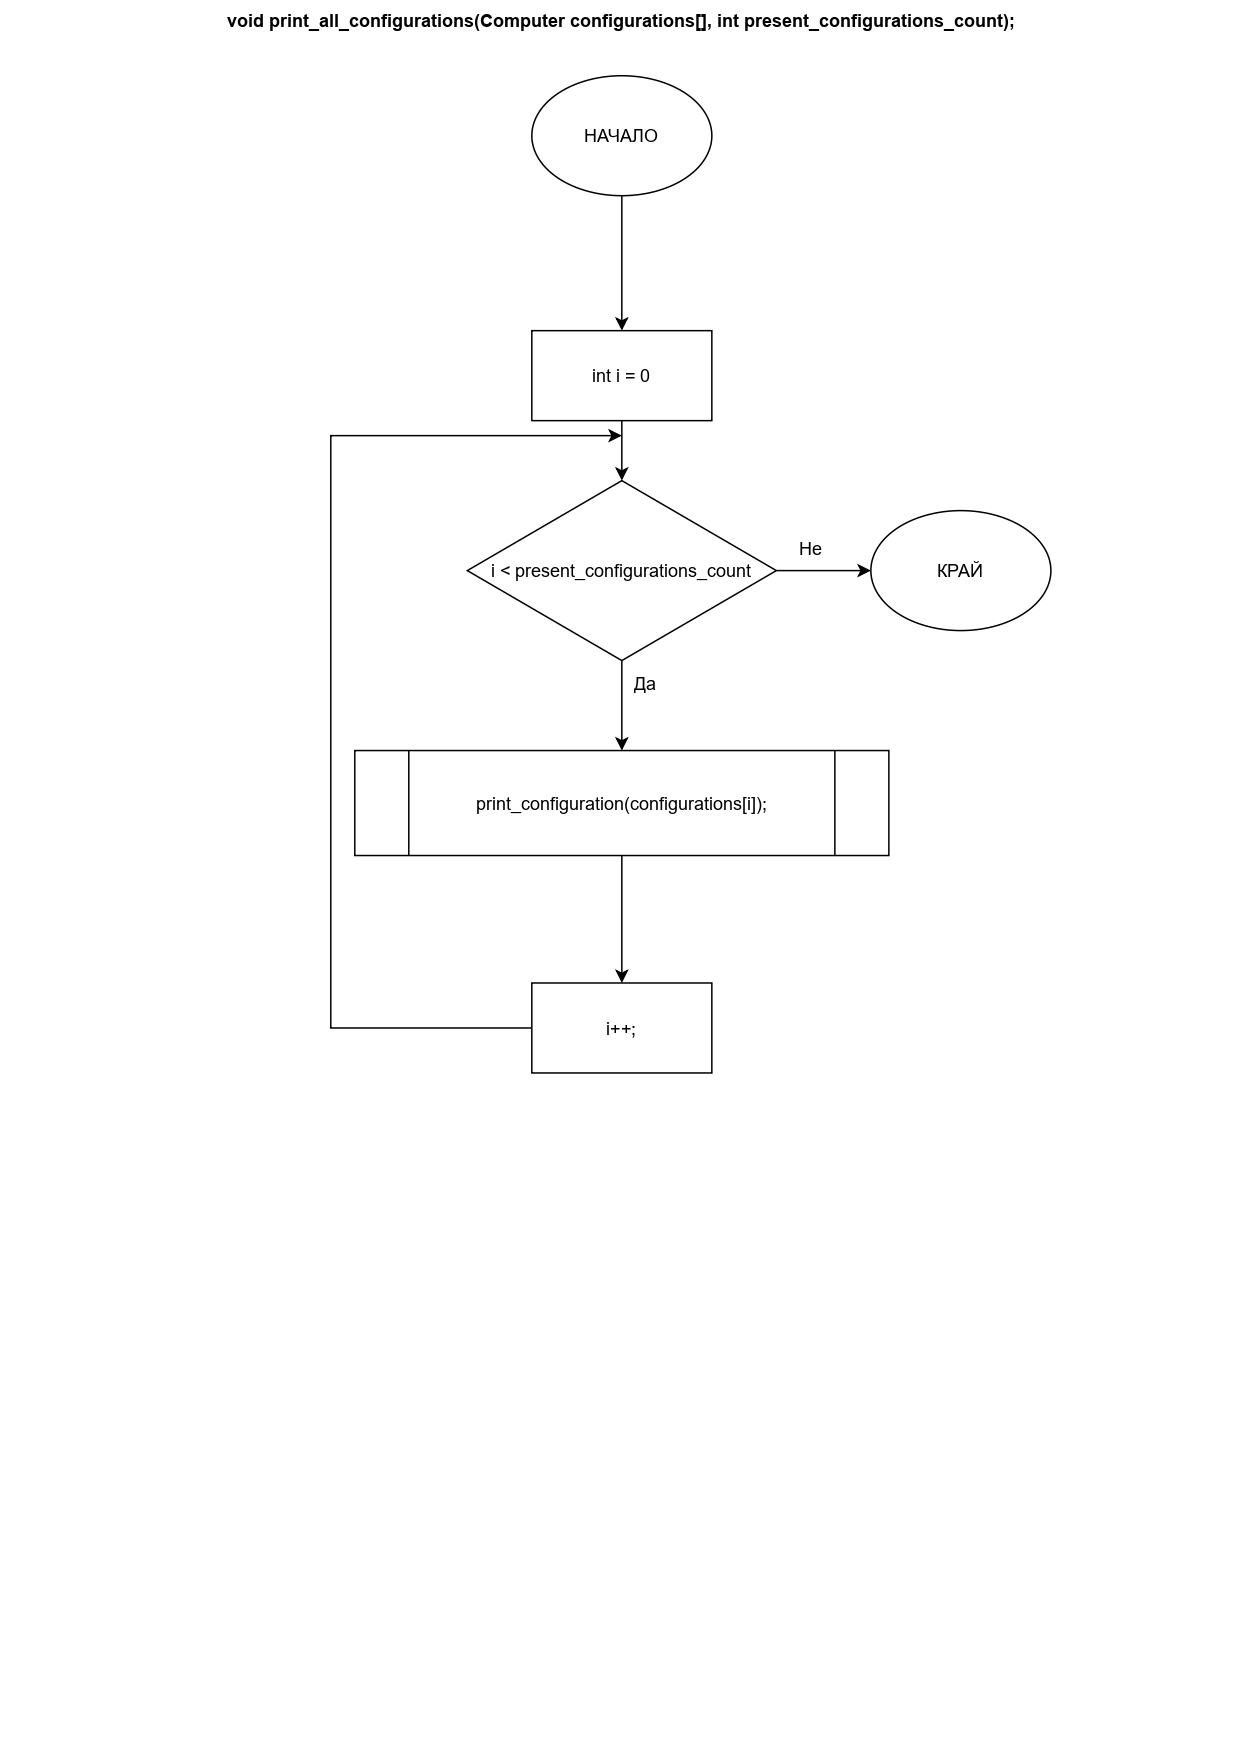 void print_all_configurations(Computer configurations[], int present_configurations_count);
НАЧАЛО
int i = 0
i < present_configurations_count
Не
КРАЙ
Да
print_configuration(configurations[i]);
i++;